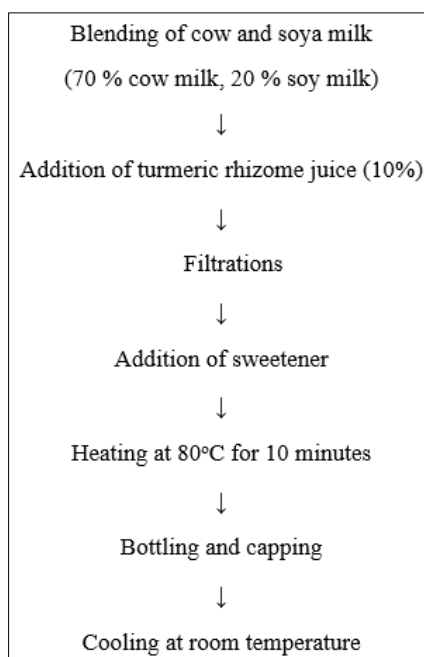 Blending of cow and soya milk
(70 % cow milk, 20 % soy milk)
↓
Addition of turmeric rhizome juice (10%)
↓
Filtrations
↓
Addition of sweetener
↓
Heating at 80°C for 10 minutes
↓
Bottling and capping
↓
Cooling at room temperature